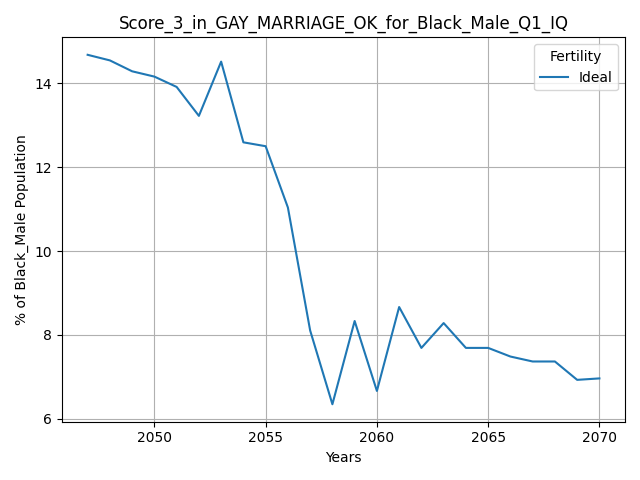 Score_3_in_GAY_MARRIAGE_OK_for_Black_Male_Q1_IQ
Fertility
Ideal
% of Black_Male Population
14
12
10
8
6
2050 2055 2060 2065 2070
Years